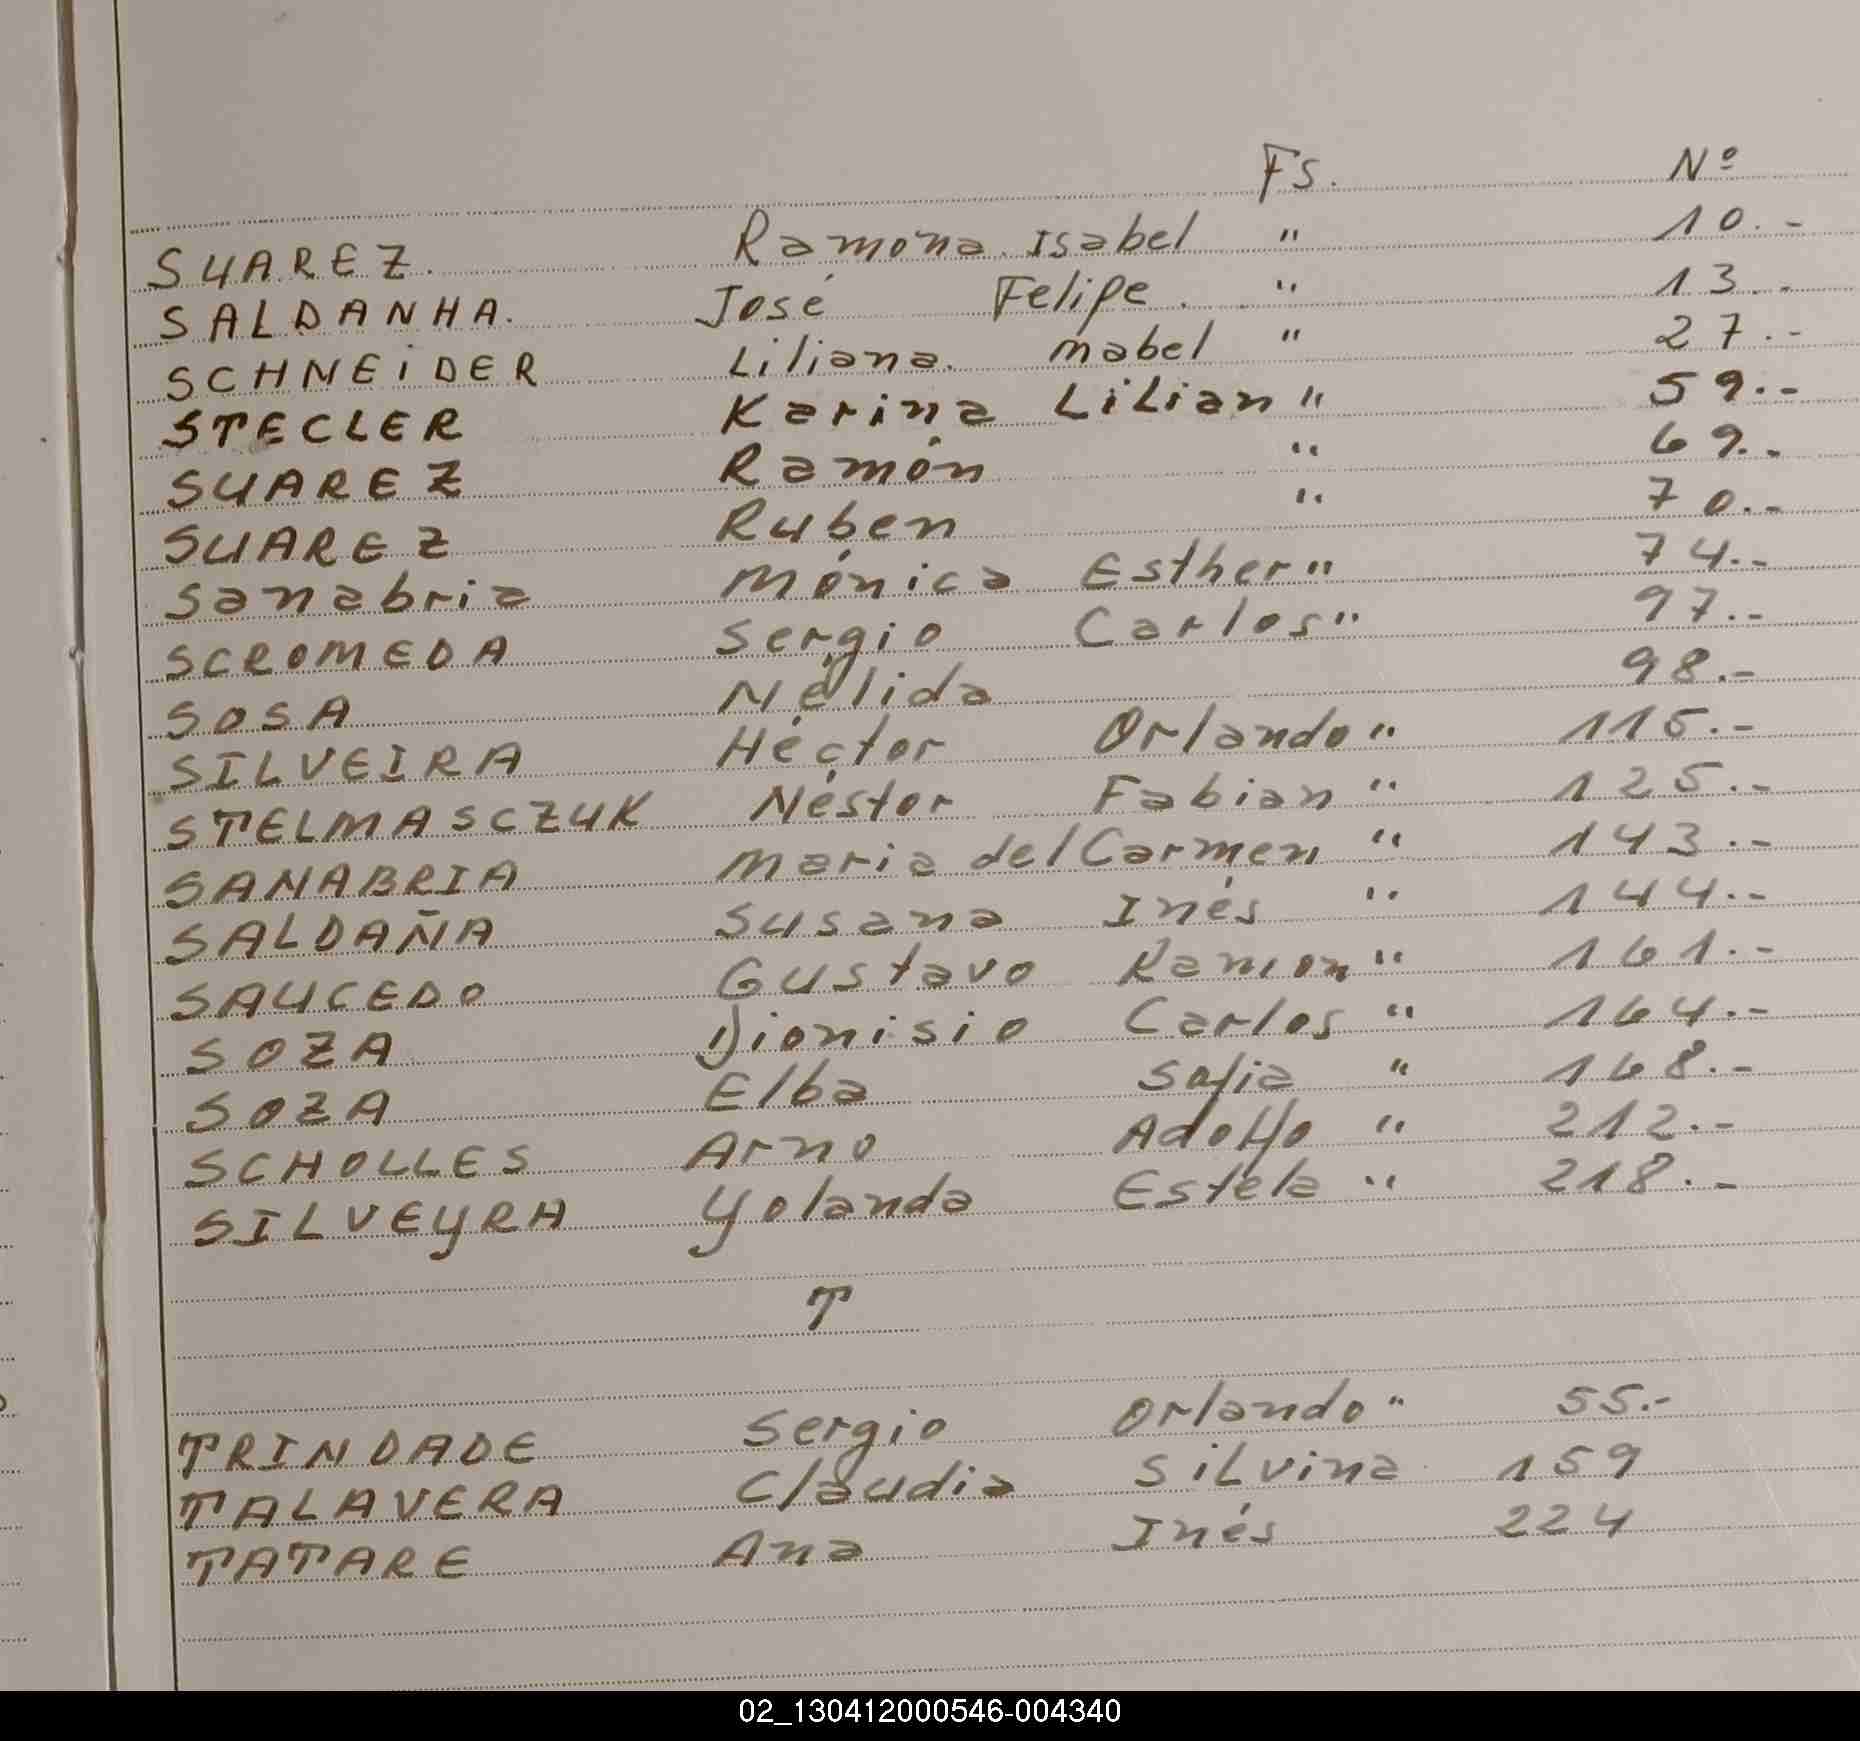 Fs. Nº
SUAREZ. Ramona Isabel " 10.-
SALDANHA. José Felipe. " 13.-
SCHNEiDER Liliana. mabel " 27.-
STECLER Karina Lilian " 59.-
SUAREZ Ramón " 69.-
SUAREZ Ruben " 70.-
Sanabria Mónica Esther " 74.-
SCROMEDA Sergio Carlos " 97.-
SOSA Nélida 98.-
SILVEIRA Héctor Orlando " 115.-
STELMASCZUK Néstor Fabian " 125.-
SANABRIA maria del Carmen " 143.-
SALDAÑA Susana Inés " 144.-
SAUCEDO Gustavo Ramon " 161.-
SOZA Dionisio Carlos " 164.-
SOZA Elba Sofia " 168.-
SCHOLLES Arno Adolfo " 212.-
SILVEYRA Yolanda Estela " 218.-
T
TRINDADE Sergio Orlando " 55.-
TALAVERA Claudia Silvina 159
TATARE Ana Inés 224
02_130412000546-004340